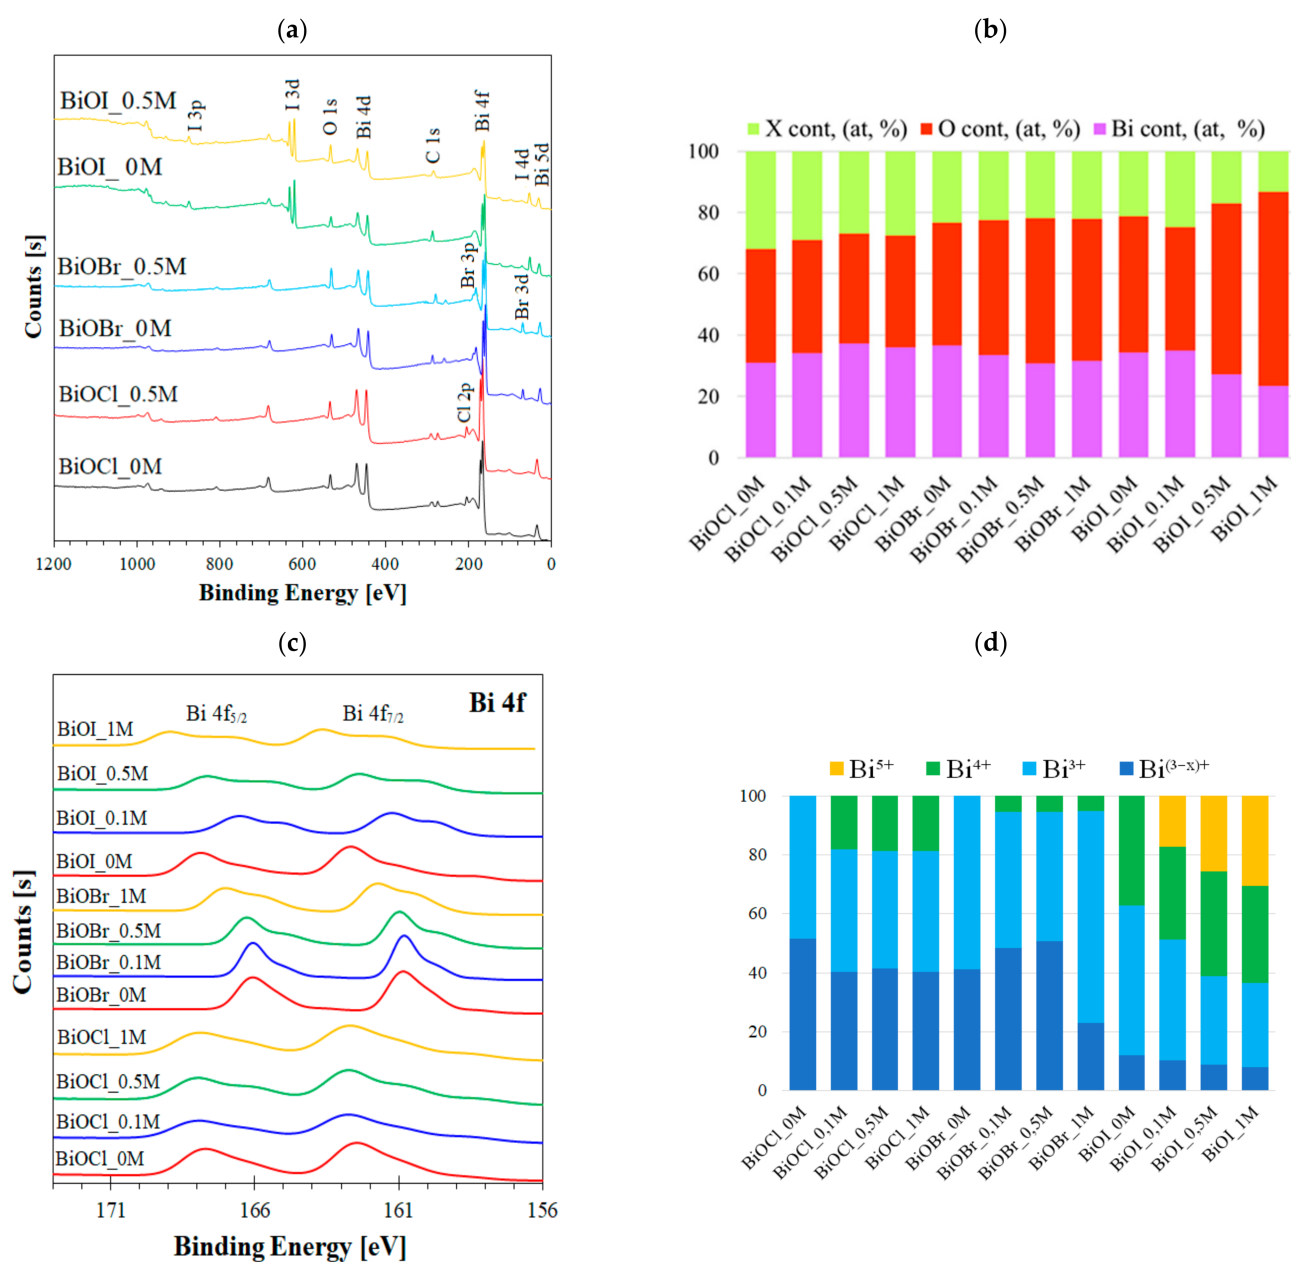 (a)
BiOI_0.5M
BiOI_ 0M
BiOBr_0.5M
BiOBr_0M
BiOCl_0.5M
BiOCl_0M
I 3p
I 3d
O 1s
Bi 4d
C 1s
Bi 4f
I 4d
Bi 5d
Br 3p
Br 3d
Cl 2p
Counts [s]
1200 1000 800 600 400 200 0
Binding Energy [eV]
(b)
X cont, (at, %) O cont, (at, %) Bi cont, (at, %)
100
80
60
40
20
0
BiOCl_0M
BiOCl_0.1M
BiOCl_0.5M
BiOCl_1M
BiOBr_0M
BiOBr_0.1M
BiOBr_0.5M
BiOBr_1M
BiOI_0M
BiOI_0.1M
BiOI_0.5M
BiOI_1M
(c)
Bi 4f
Bi 4f5/2 Bi 4f7/2
BiOI_1M
BiOI_0.5M
BiOI_0.1M
BiOI_0M
BiOBr_1M
BiOBr_0.5M
BiOBr_0.1M
BiOBr_0M
BiOCl_1M
BiOCl_0.5M
BiOCl_0.1M
BiOCl_0M
Counts [s]
171 166 161 156
Binding Energy [eV]
(d)
Bi5+ Bi4+ Bi3+ Bi(3−x)+
100
80
60
40
20
0
BiOCl_0M
BiOCl_0,1M
BiOCl_0,5M
BiOCl_1M
BiOBr_0M
BiOBr_0,1M
BiOBr_0,5M
BiOBr_1M
BiOI_0M
BiOI_0,1M
BiOI_0,5M
BiOI_1M